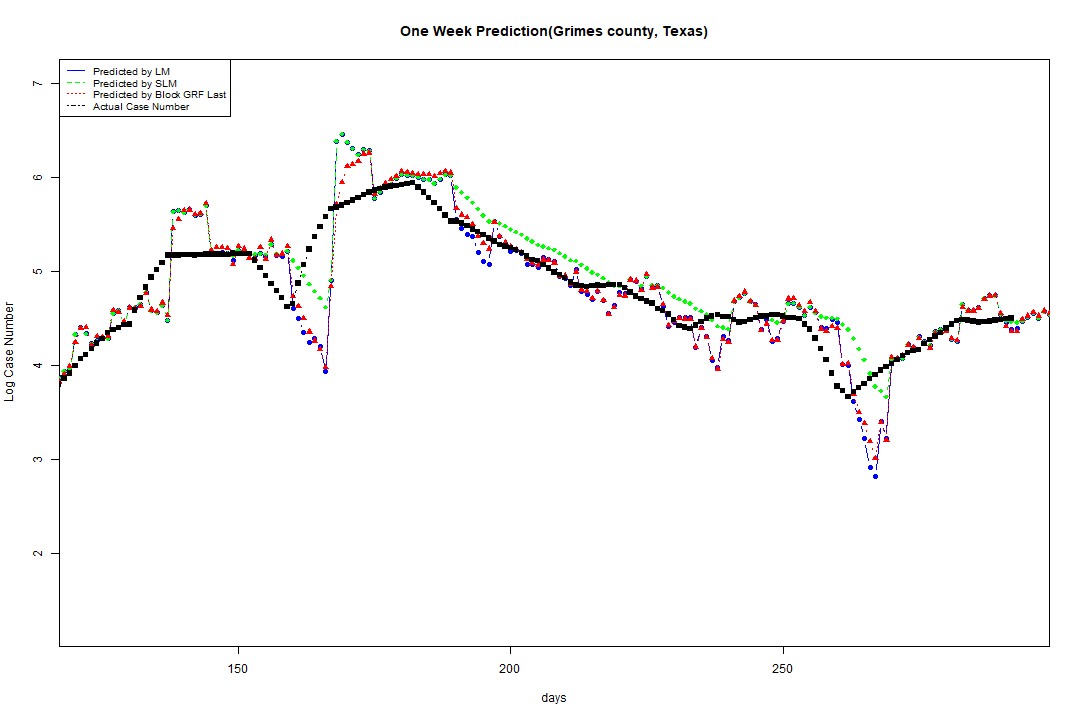 One Week Prediction(Grimes county, Texas)
Predicted by LM
Predicted by SLM
Predicted by Block GRF Last
Actual Case Number
7
6
5
4
3
2
Log Case Number
150
200
250
days